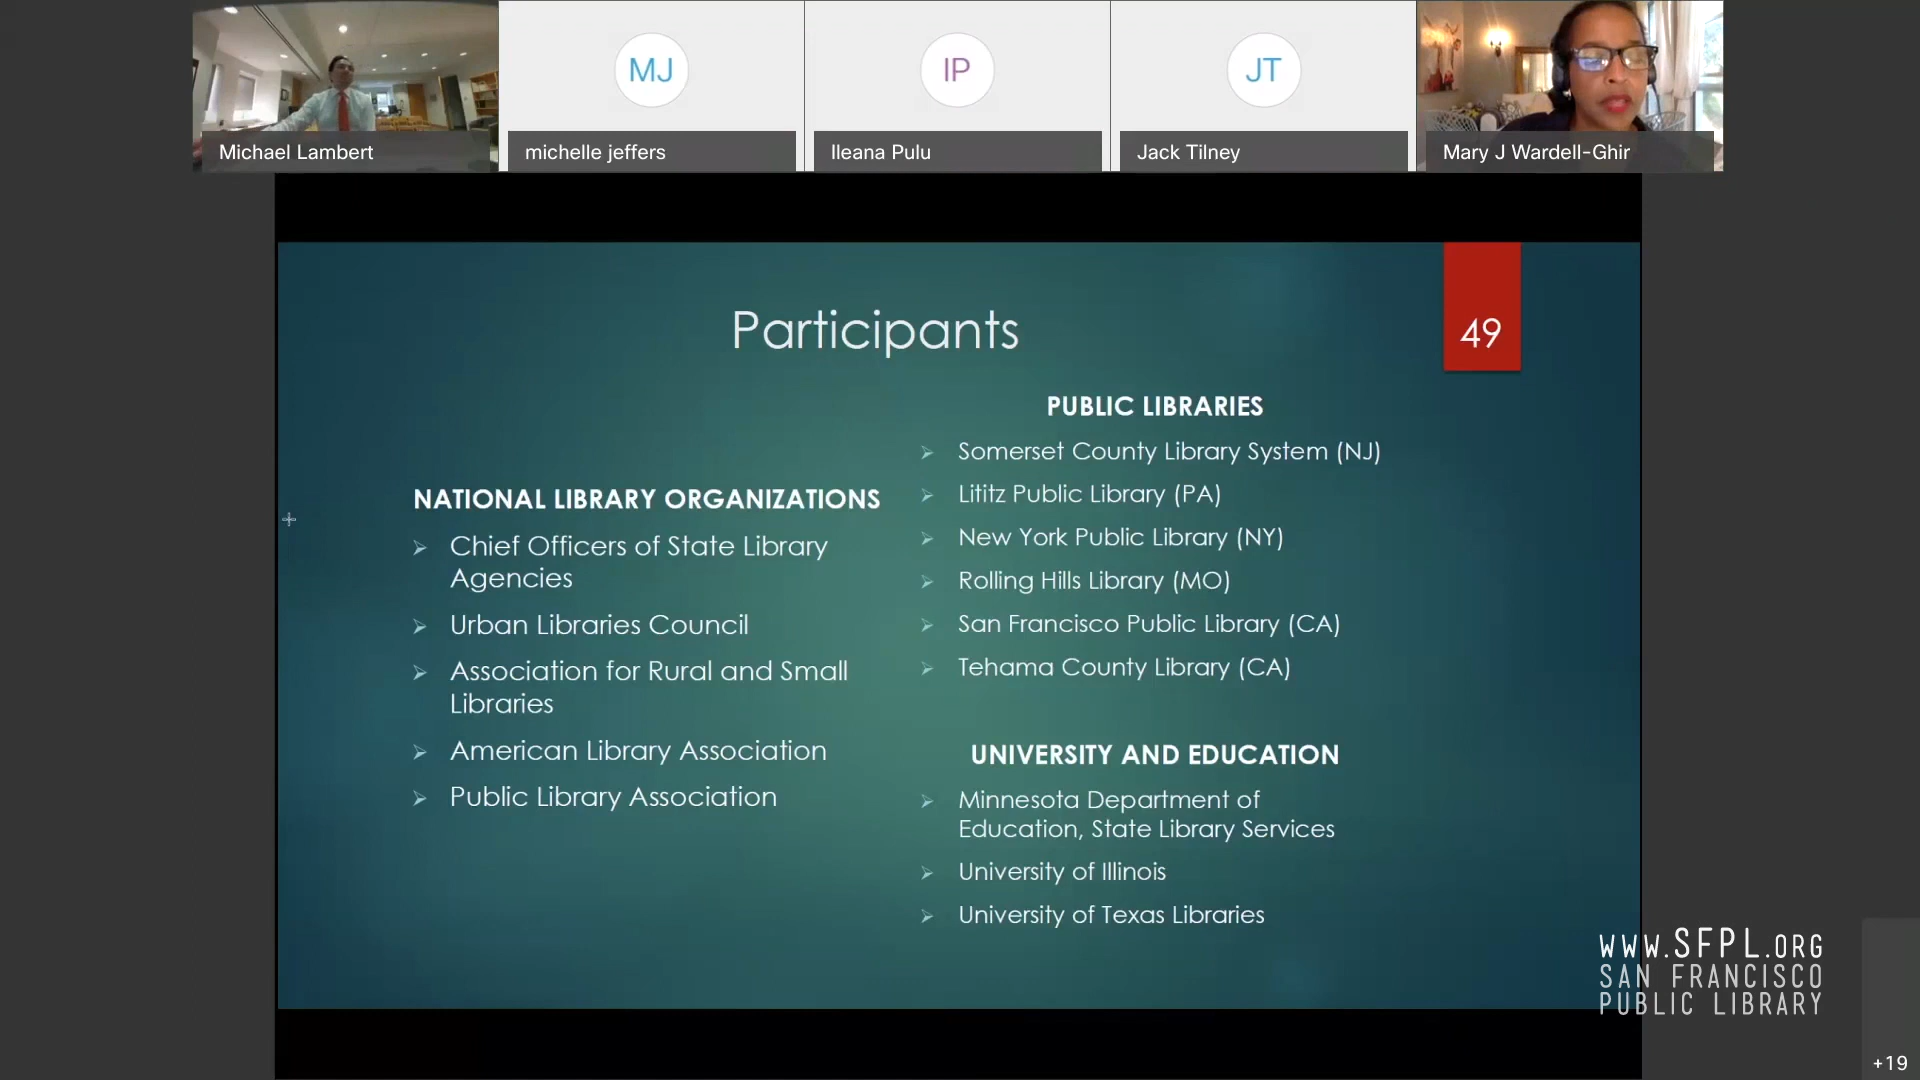 MJ
IP
JT
Michael Lambert
michelle jeffers
Ileana Pulu
Jack Tilney
Mary J Wardell-Ghir
Participants
49
NATIONAL LIBRARY ORGANIZATIONS
Chief Officers of State Library
Agencies
Urban Libraries Council
Association for Rural and Small
Libraries
American Library Association
Public Library Association
PUBLIC LIBRARIES
Somerset County Library System (NJ)
Lititz Public Library (PA)
New York Public Library (NY)
Rolling Hills Library (MO)
San Francisco Public Library (CA)
Tehama County Library (CA)
UNIVERSITY AND EDUCATION
Minnesota Department of
Education, State Library Services
University of Illinois
University of Texas Libraries
WWW.SFPL.ORG
SAN FRANCISCO
PUBLIC LIBRARY
+19